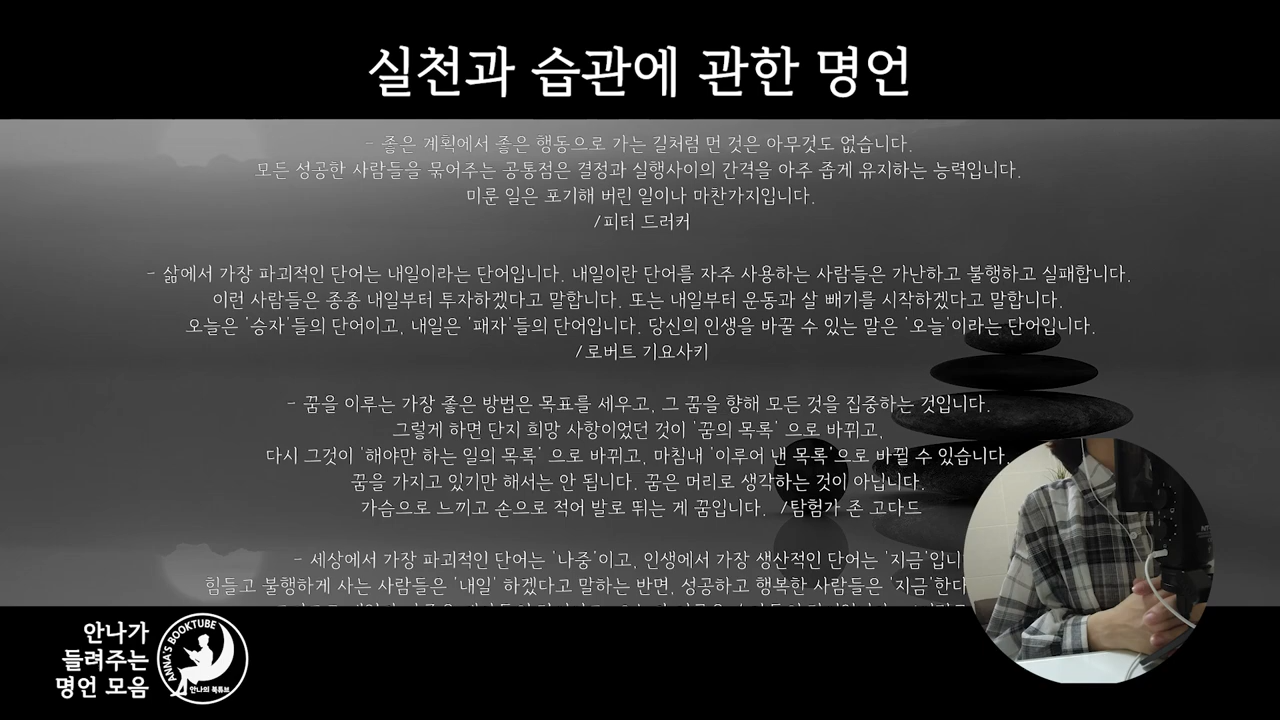 실천과 습관에 관한 명언
- 좋은 계획에서 좋은 행동으로 가는 길처럼 먼 것은 아무것도 없습니다.
모든 성공한 사람들을 묶어주는 공통점은 결정과 실행사이의 간격을 아주 좁게 유지하는 능력입니다.
미룬 일은 포기해 버린 일이나 마찬가지입니다.
/피터 드러커
- 삶에서 가장 파괴적인 단어는 내일이라는 단어입니다. 내일이란 단어를 자주 사용하는 사람들은 가난하고 불행하고 실패합니다.
이런 사람들은 종종 내일부터 투자하겠다고 말합니다. 또는 내일부터 운동과 살 빼기를 시작하겠다고 말합니다.
오늘은 '승자'들의 단어이고, 내일은 '패자'들의 단어입니다. 당신의 인생을 바꿀 수 있는 말은 '오늘'이라는 단어입니다.
/로버트 기요사키
- 꿈을 이루는 가장 좋은 방법은 목표를 세우고, 그 꿈을 향해 모든 것을 집중하는 것입니다.
그렇게 하면 단지 희망 사항이었던 것이 '꿈의 목록' 으로 바뀌고,
다시 그것이 '해야만 하는 일의 목록' 으로 바뀌고, 마침내 '이루어 낸 목록'으로 바뀔 수 있습니다.
꿈을 가지고 있기만 해서는 안 됩니다. 꿈은 머리로 생각하는 것이 아닙니다.
가슴으로 느끼고 손으로 적어 발로 뛰는 게 꿈입니다. /탐험가 존 고다드
- 세상에서 가장 파괴적인 단어는 '나중'이고, 인생에서 가장 생산적인 단어는 '지금'입니
힘들고 불행하게 사는 사람들은 '내일' 하겠다고 말하는 반면, 성공하고 행복한 사람들은 '지금'한다
안나가
들려주는
명언 모음
ANNA'S BOOKTUBE
안나의 북튜브